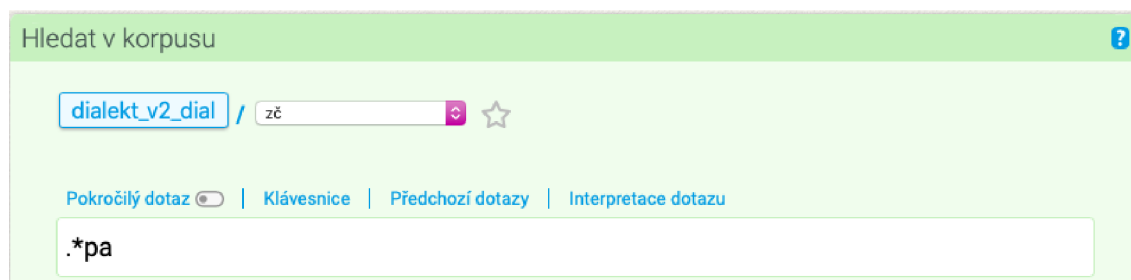 Hledat v korpusu ?
dialekt_v2_dial / zč
Pokročilý dotaz | Klávesnice | Předchozí dotazy | Interpretace dotazu
.*pa